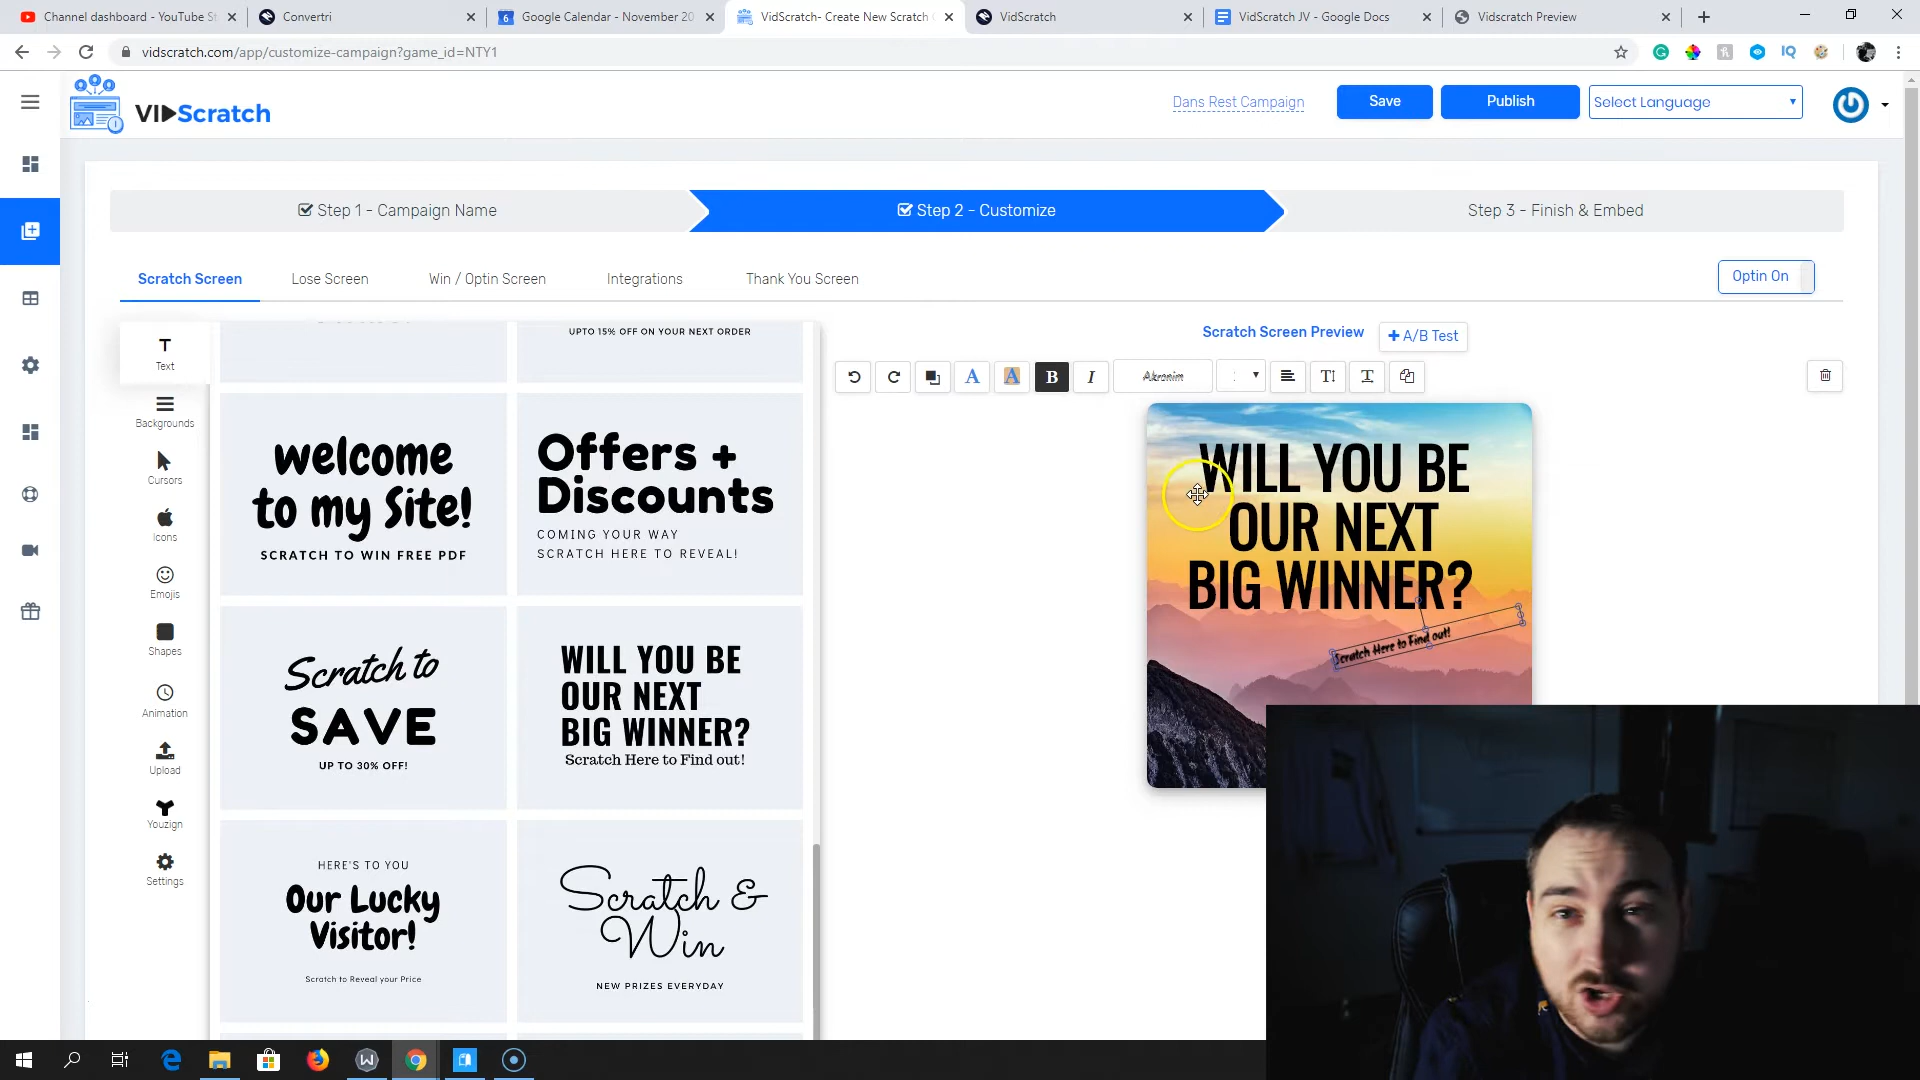 Channel dashboard - YouTube St
Convertri
Google Calendar - November 20
VidScratch- Create New Scratch
VidScratch
VidScratch JV - Google Docs
Vidscratch Preview
vidscratch.com/app/customize-campaign?game_id=NTY1
VIDScratch
Dans Rest Campaign
Save
Publish
Select Language
Step 1 - Campaign Name
Step 2 - Customize
Step 3 - Finish & Embed
Scratch Screen
Lose Screen
Win / Optin Screen
Integrations
Thank You Screen
Optin On
Text
Backgrounds
Cursors
Icons
Emojis
Shapes
Animation
Upload
Youzign
Settings
UPTO 15% OFF ON YOUR NEXT ORDER
welcome
to my Site!
SCRATCH TO WIN FREE PDF
Offers +
Discounts
COMING YOUR WAY
SCRATCH HERE TO REVEAL!
Scratch to
SAVE
UP TO 30% OFF!
WILL YOU BE
OUR NEXT
BIG WINNER?
Scratch Here to Find out!
HERE'S TO YOU
Our Lucky
Visitor!
Scratch to Reveal your Price
Scratch &
Win
NEW PRIZES EVERYDAY
Scratch Screen Preview
+ A/B Test
A
A
B
I
Akronim
WILL YOU BE
OUR NEXT
BIG WINNER?
Scratch Here to Find out!